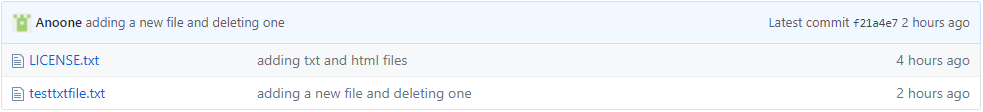 Anoone adding a new file and deleting one Latest commit f21a4e7 2 hours ago
LICENSE.txt adding txt and html files 4 hours ago
testtxtfile.txt adding a new file and deleting one 2 hours ago